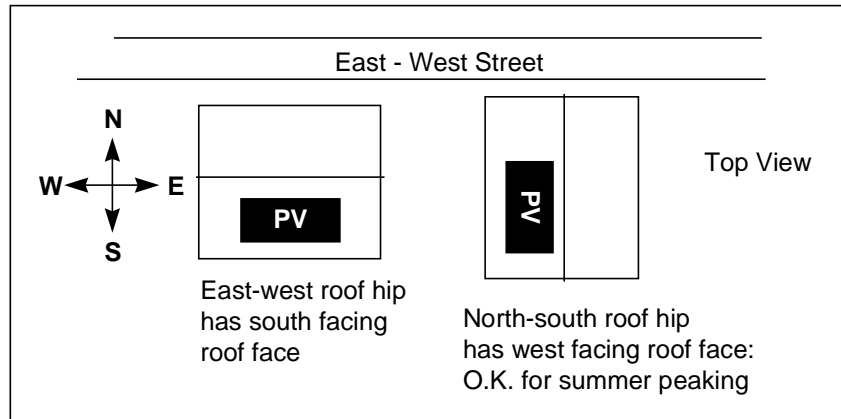 East - West Street
N
W
E
S
PV
PV
Top View
East-west roof hip
has south facing
roof face
North-south roof hip
has west facing roof face:
O.K. for summer peaking